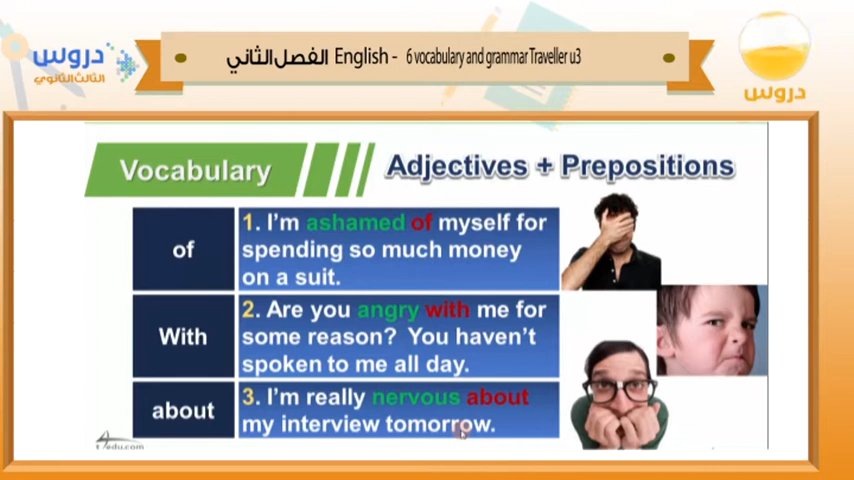 دروس
الثالث الثانوي
الفصل الثاني English - 6 vocabulary and grammar Traveller u3
دروس
Vocabulary
Adjectives + Prepositions
of
1. I'm ashamed of myself for
spending so much money
on a suit.
With
2. Are you angry with me for
some reason? You haven't
spoken to me all day.
about
3. I'm really nervous about
my interview tomorrow.